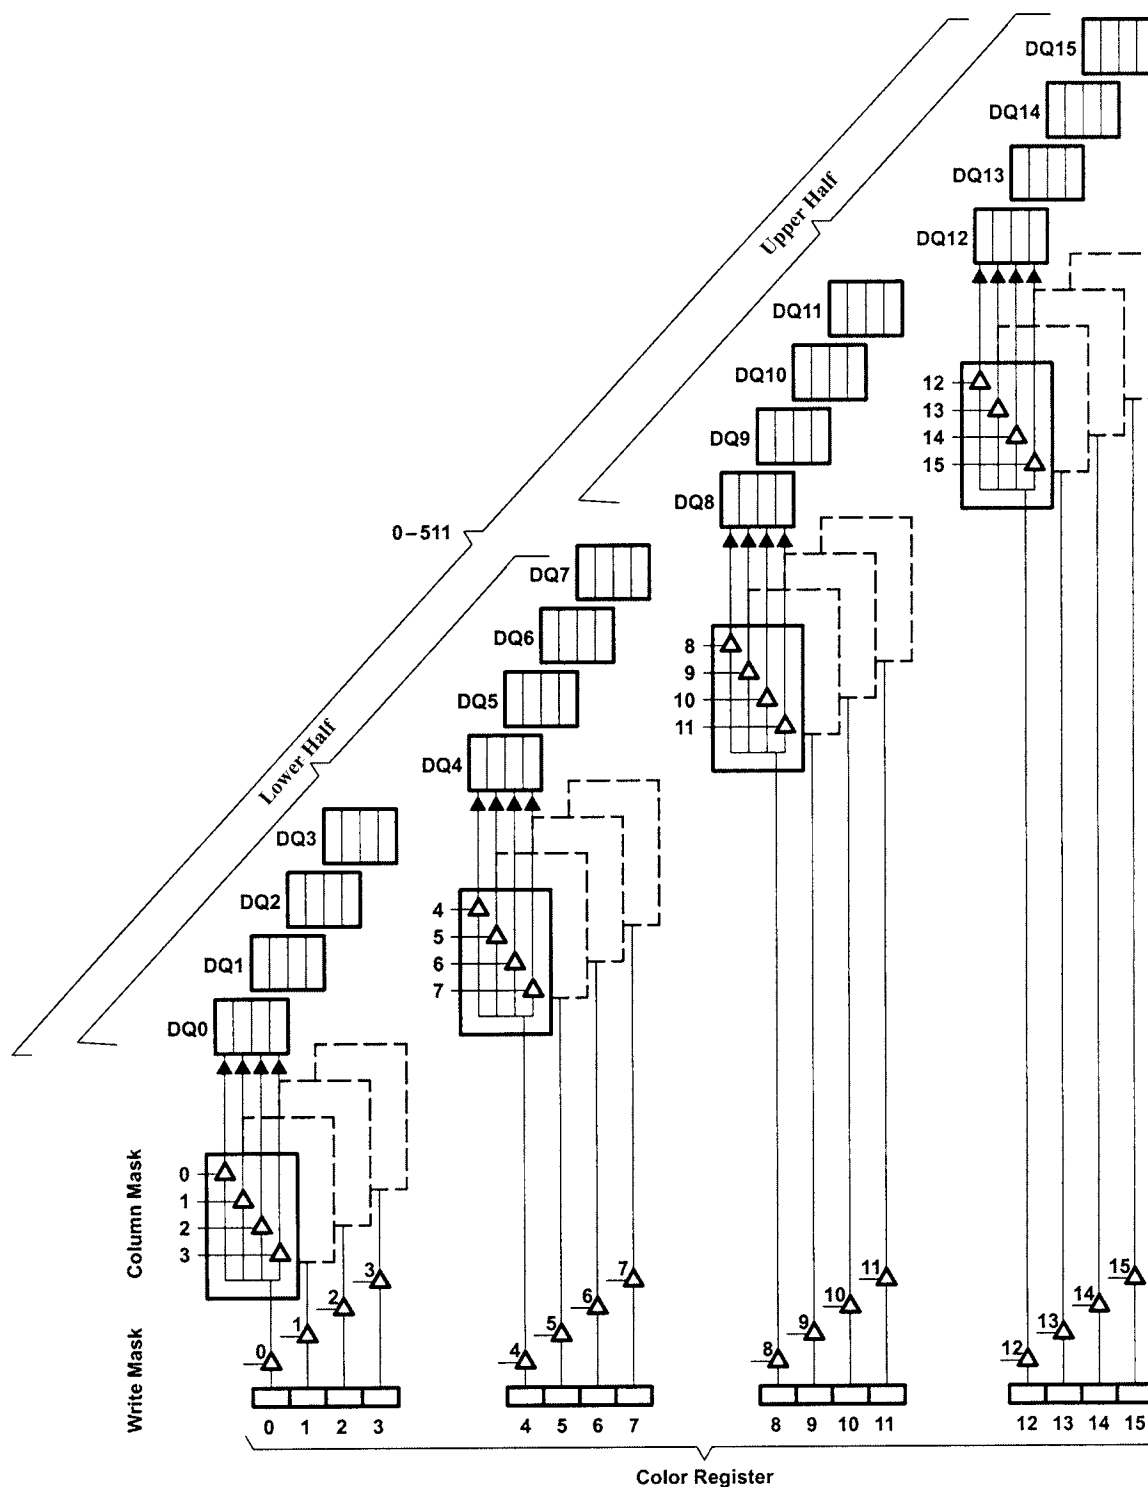 DQ15
DQ14
DQ13
Upper Half
DQ12
DQ11
DQ10
12
13
DQ9
14
15
DQ8
0–511
DQ7
DQ6
8
9
DQ5
10
11
Lower Half
DQ4
DQ3
DQ2
4
5
DQ1
6
7
DQ0
Column Mask
0
1
2
3
Write Mask
0
1
2
3
4
5
6
7
8
9
10
11
12
13
14
15
0 1 2 3 4 5 6 7 8 9 10 11 12 13 14 15
Color Register